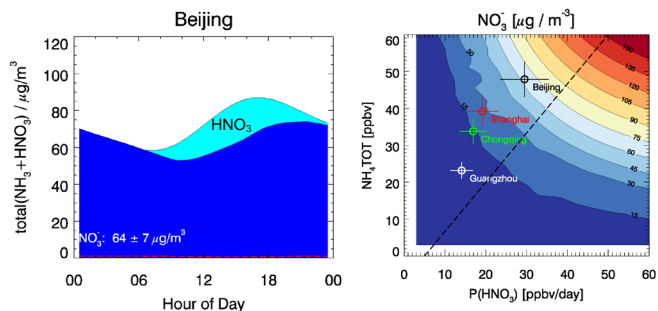 Beijing
total(NH₃+HNO₃) / μg/m³
120
100
80
60
40
20
0
HNO₃
NO₃⁻: 64 ± 7 μg/m³
00 06 12 18 00
Hour of Day
NO₃⁻ [μg / m⁻³]
NH₄TOT [ppbv]
60
50
40
30
20
10
0
30
15
Beijing
Shanghai
Chongqing
Guangzhou
150
135
120
105
90
75
60
45
30
15
0 10 20 30 40 50 60
P(HNO₃) [ppbv/day]